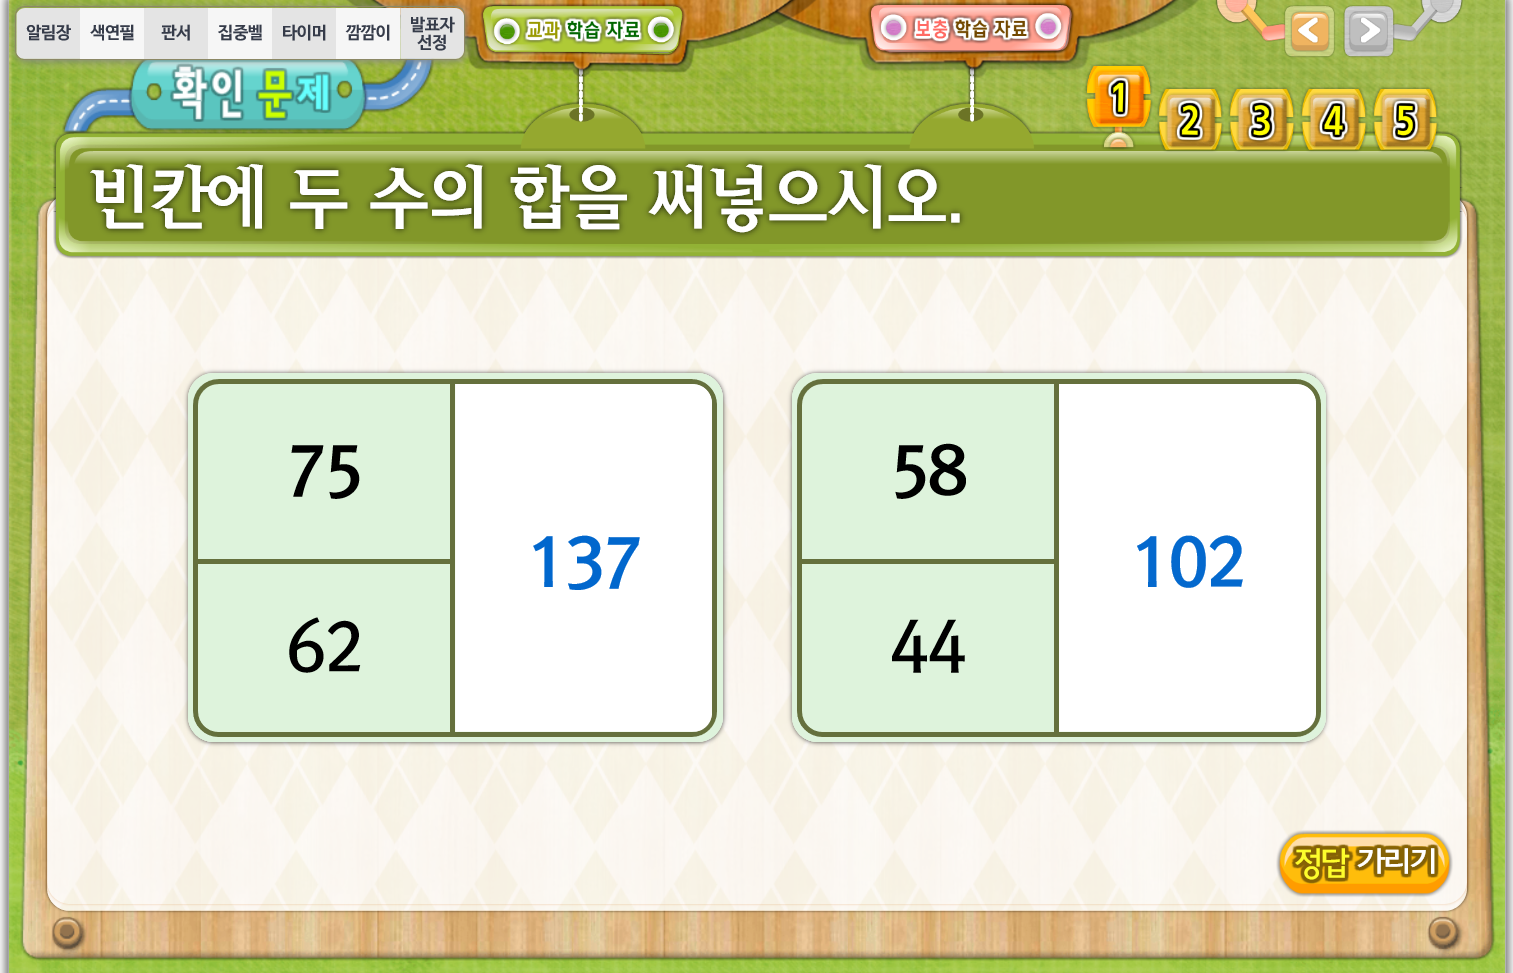 알림장 색연필 판서 집중벨 타이머 깜깜이 발표자 선정
교과 학습 자료
보충 학습 자료
< >
확인 문제
1 2 3 4 5
빈칸에 두 수의 합을 써넣으시오.
75
62
137
58
44
102
정답 가리기